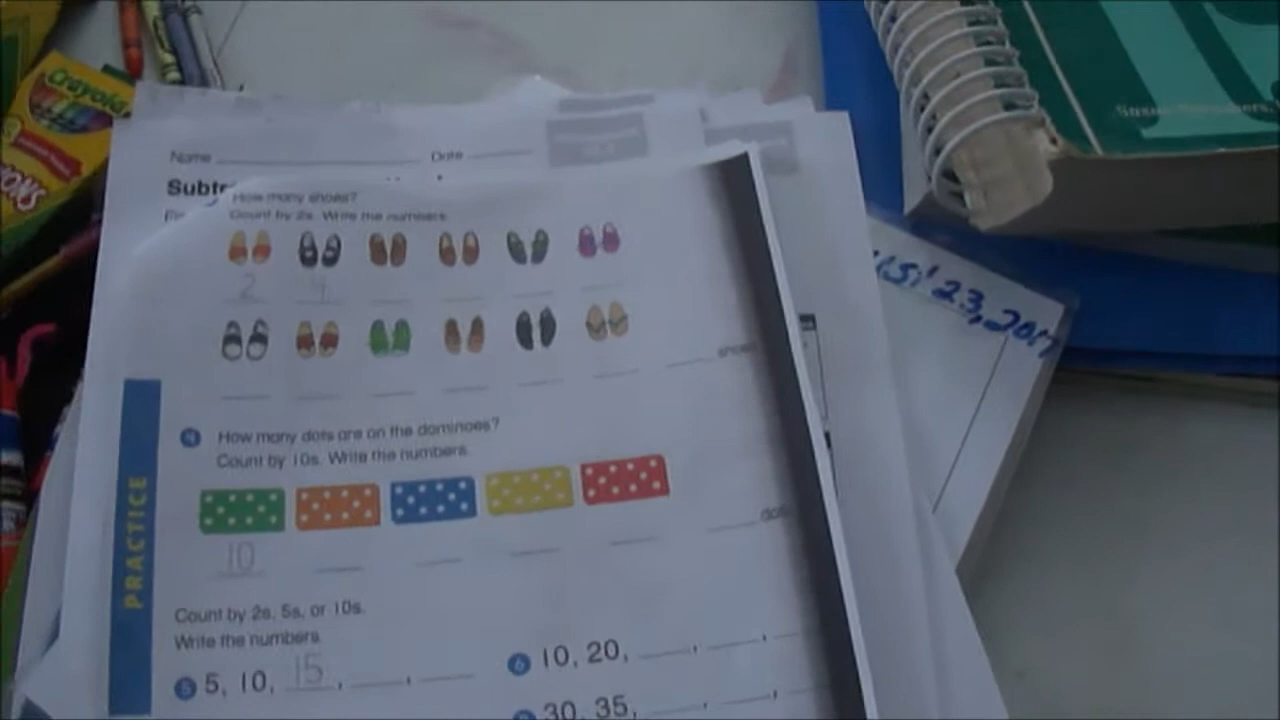 Crayola
Name
Date
Subt
How many shoes?
Count by 2s. Write the numbers.
2 4
shoes
How many dots are on the dominoes?
Count by 10s. Write the numbers.
10
dots
PRACTICE
Count by 2s, 5s, or 10s.
Write the numbers.
5 5, 10, 15, ,
6 10, 20, , ,
30, 35, , ,
23, 2017